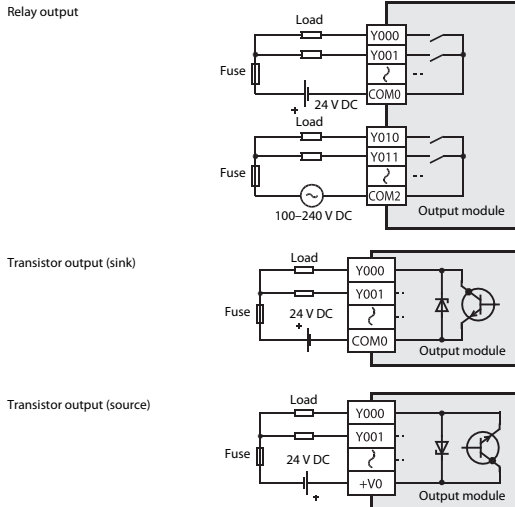 Relay output
Load
Y000
Y001
Fuse
COM0
+
24 V DC
Load
Y010
Y011
Fuse
COM2
100–240 V DC
Output module
Transistor output (sink)
Load
Y000
Y001
Fuse
24 V DC
+
COM0
Output module
Transistor output (source)
Load
Y000
Y001
Fuse
24 V DC
+V0
+
Output module